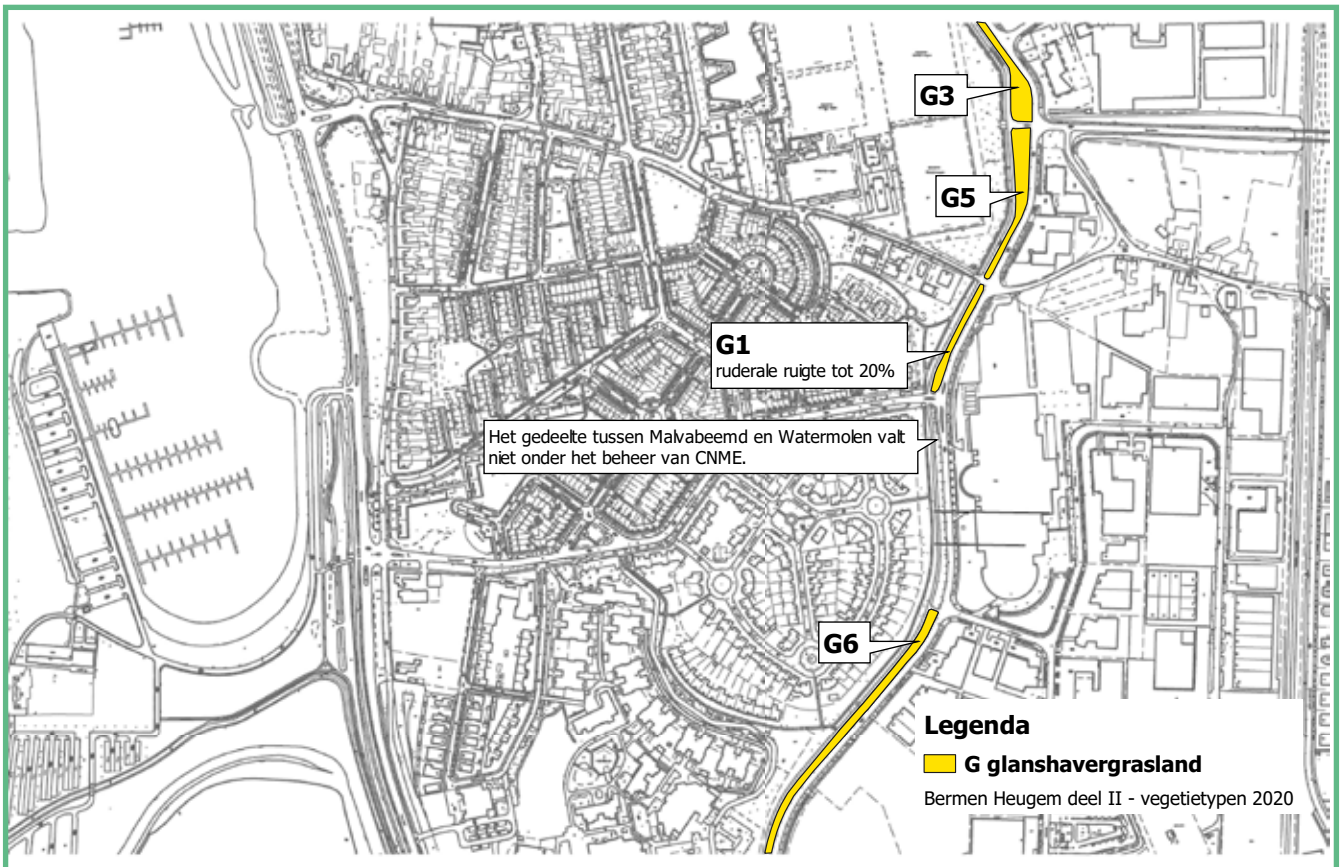 G3
G5
G1
ruderale ruigte tot 20%
Het gedeelte tussen Malvabeemd en Watermolen valt
niet onder het beheer van CNME.
G6
Legenda
G glanshavergrasland
Bermen Heugem deel II - vegetietypen 2020